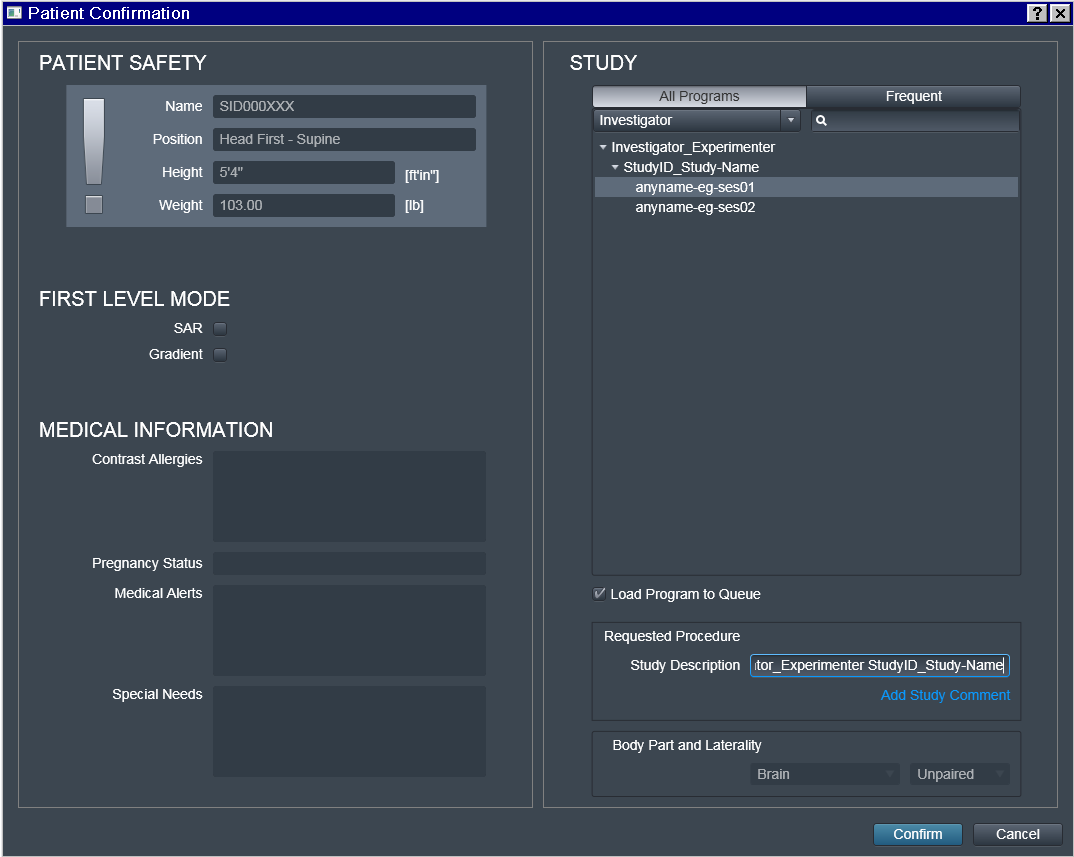 Patient Confirmation
PATIENT SAFETY
Name SID000XXX
Position Head First - Supine
Height 5'4" [ft'in"]
Weight 103.00 [lb]
FIRST LEVEL MODE
SAR
Gradient
MEDICAL INFORMATION
Contrast Allergies
Pregnancy Status
Medical Alerts
Special Needs
STUDY
All Programs Frequent
Investigator
Investigator_Experimenter
StudyID_Study-Name
anyname-eg-ses01
anyname-eg-ses02
Load Program to Queue
Requested Procedure
Study Description tor_Experimenter StudyID_Study-Name
Add Study Comment
Body Part and Laterality
Brain Unpaired
Confirm Cancel